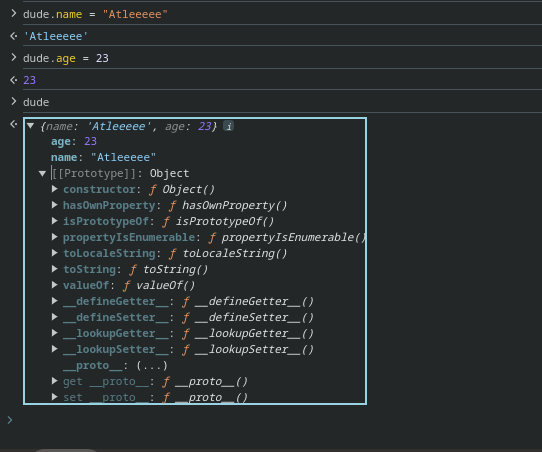 dude.name = "Atleeeee"
'Atleeeee'
dude.age = 23
23
dude
{name: 'Atleeeee', age: 23} i
age: 23
name: "Atleeeee"
[[Prototype]]: Object
constructor: ƒ Object()
hasOwnProperty: ƒ hasOwnProperty()
isPrototypeOf: ƒ isPrototypeOf()
propertyIsEnumerable: ƒ propertyIsEnumerable()
toLocaleString: ƒ toLocaleString()
toString: ƒ toString()
valueOf: ƒ valueOf()
__defineGetter__: ƒ __defineGetter__()
__defineSetter__: ƒ __defineSetter__()
__lookupGetter__: ƒ __lookupGetter__()
__lookupSetter__: ƒ __lookupSetter__()
__proto__: (...)
get __proto__: ƒ __proto__()
set __proto__: ƒ __proto__()